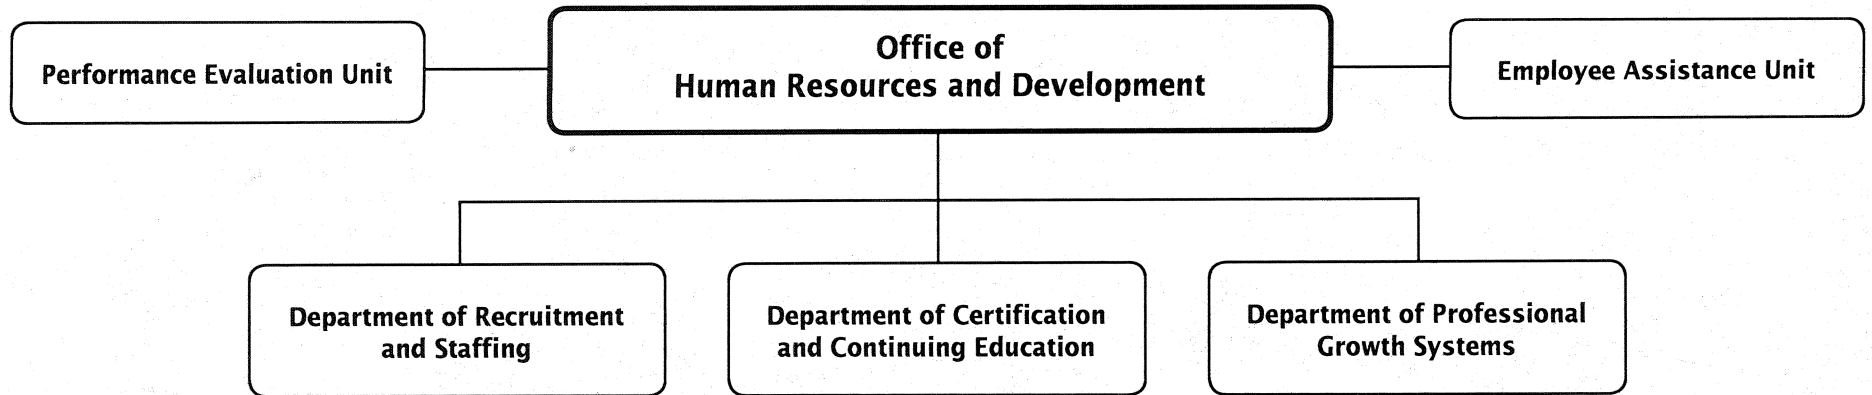 Office of
Human Resources and Development
Performance Evaluation Unit
Employee Assistance Unit
Department of Recruitment
and Staffing
Department of Certification
and Continuing Education
Department of Professional
Growth Systems